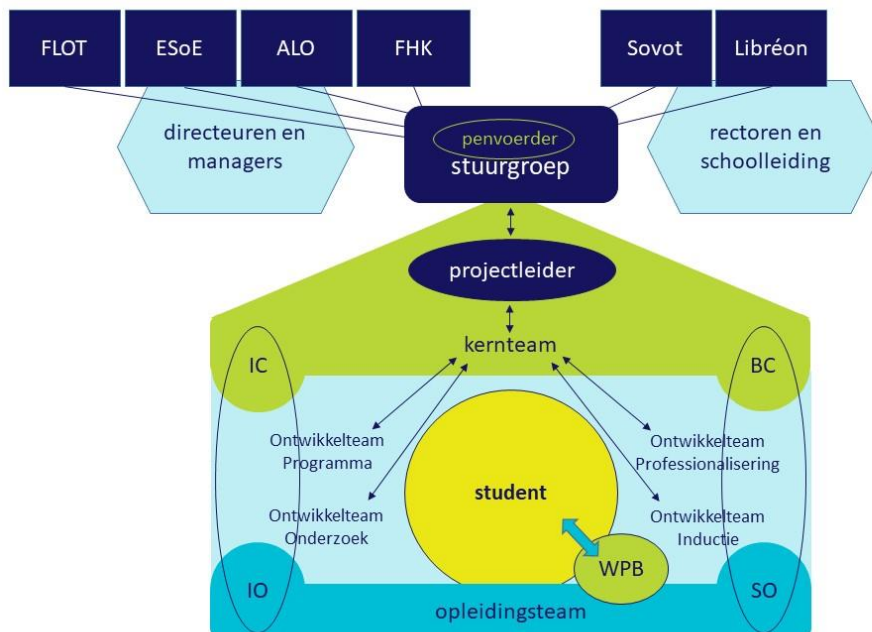 FLOT
ESoE
ALO
FHK
Sovot
Libréon
directeuren en
managers
penvoerder
stuurgroep
rectoren en
schoolleiding
projectleider
kernteam
IC
BC
Ontwikkelteam
Programma
Ontwikkelteam
Professionalisering
student
Ontwikkelteam
Onderzoek
Ontwikkelteam
Inductie
WPB
IO
SO
opleidingsteam